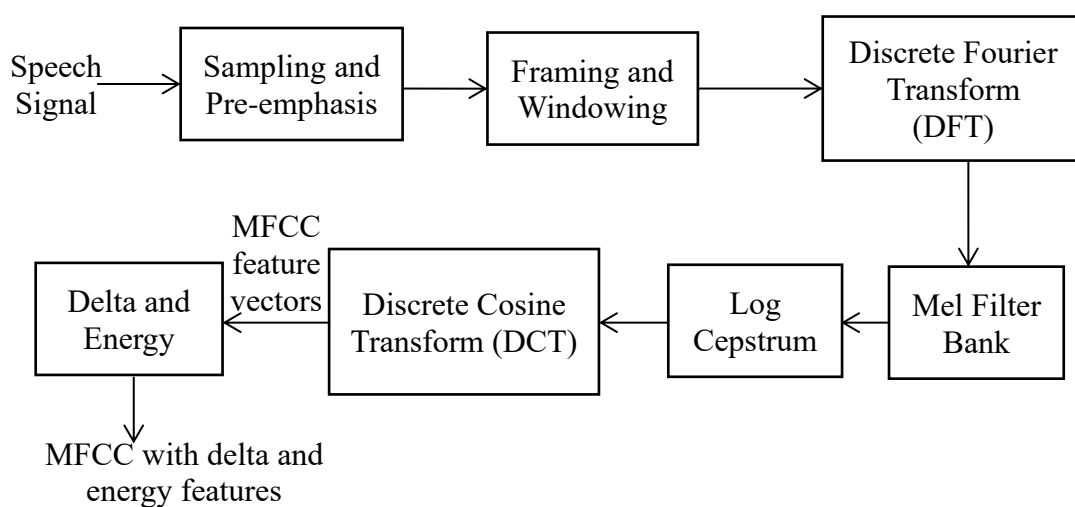 Speech
Signal
Sampling and
Pre-emphasis
Framing and
Windowing
Discrete Fourier
Transform
(DFT)
Mel Filter
Bank
Log
Cepstrum
Discrete Cosine
Transform (DCT)
MFCC
feature
vectors
Delta and
Energy
MFCC with delta and
energy features